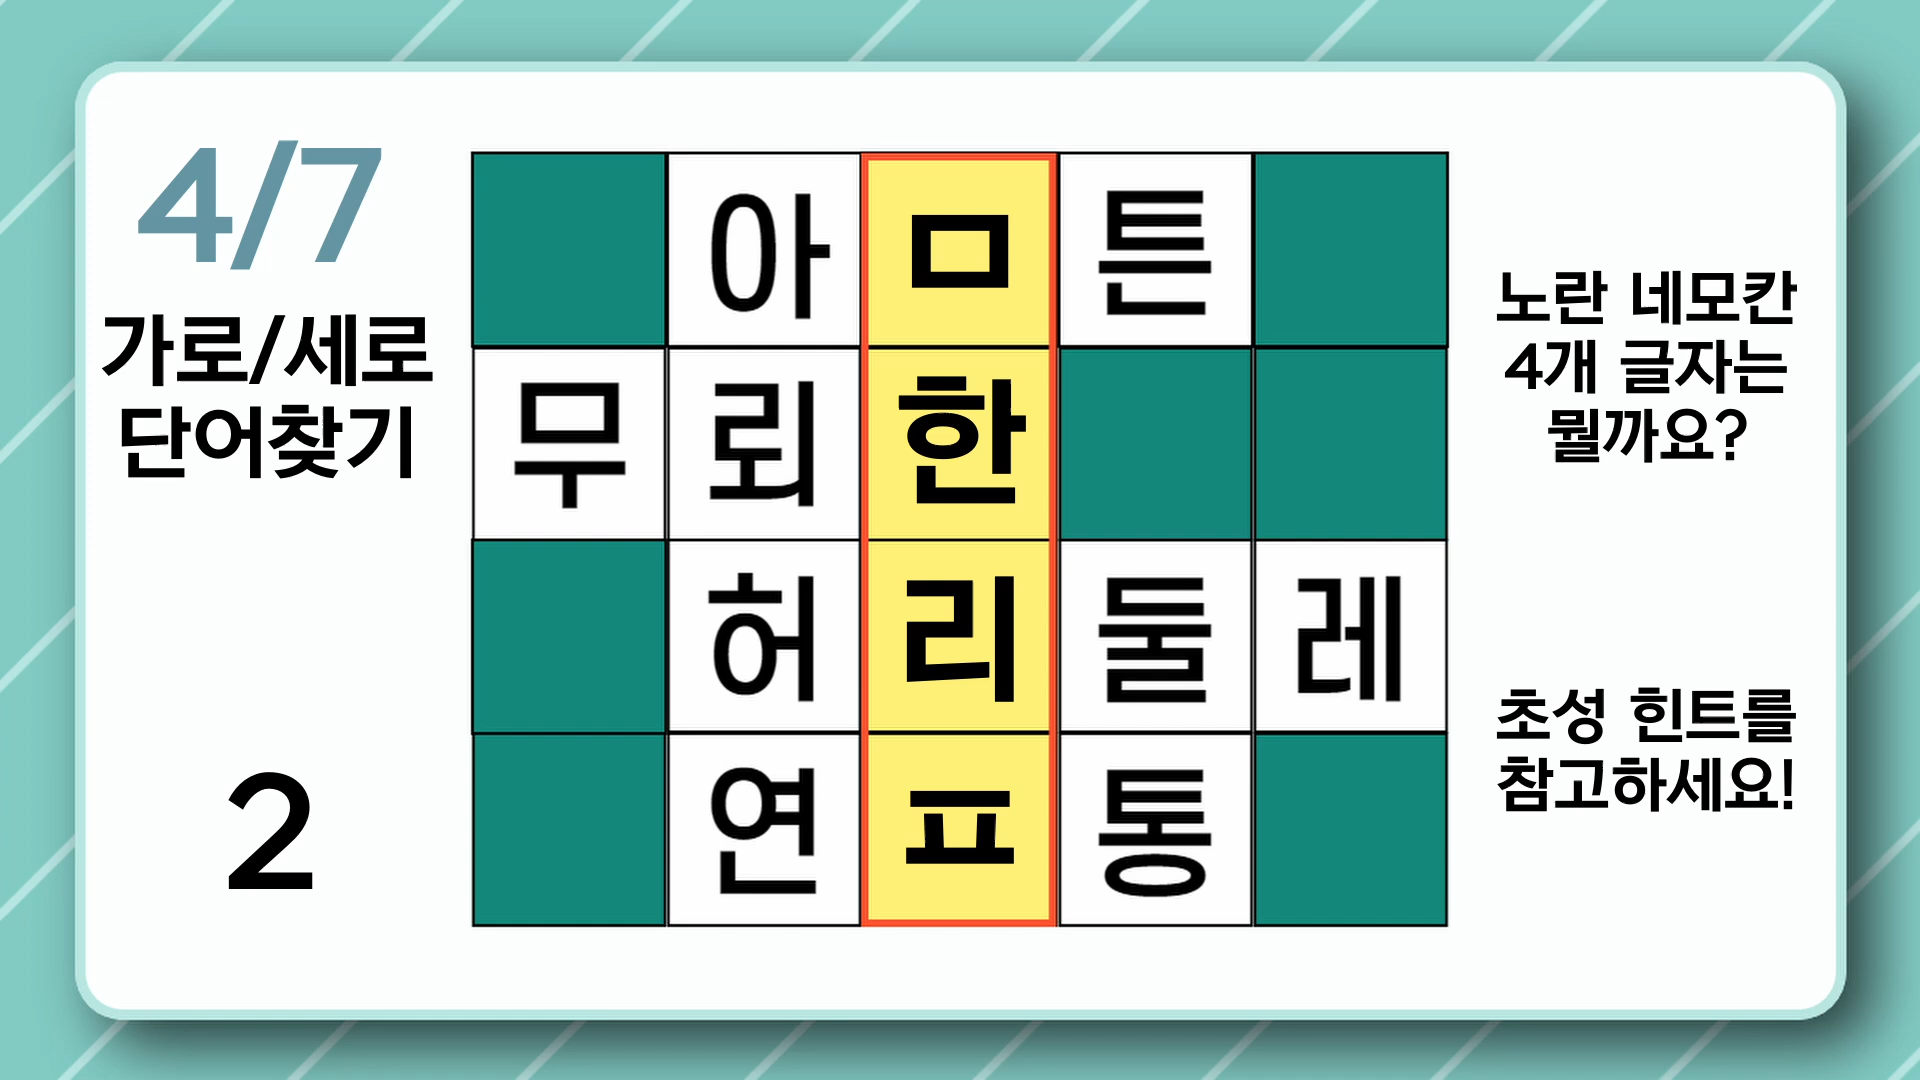 4/7
가로/세로
단어찾기
2
아 ㅁ 튼
무 뢰 한
허 리 둘 레
연 ㅍ 통
노란 네모칸
4개 글자는
뭘까요?
초성 힌트를
참고하세요!